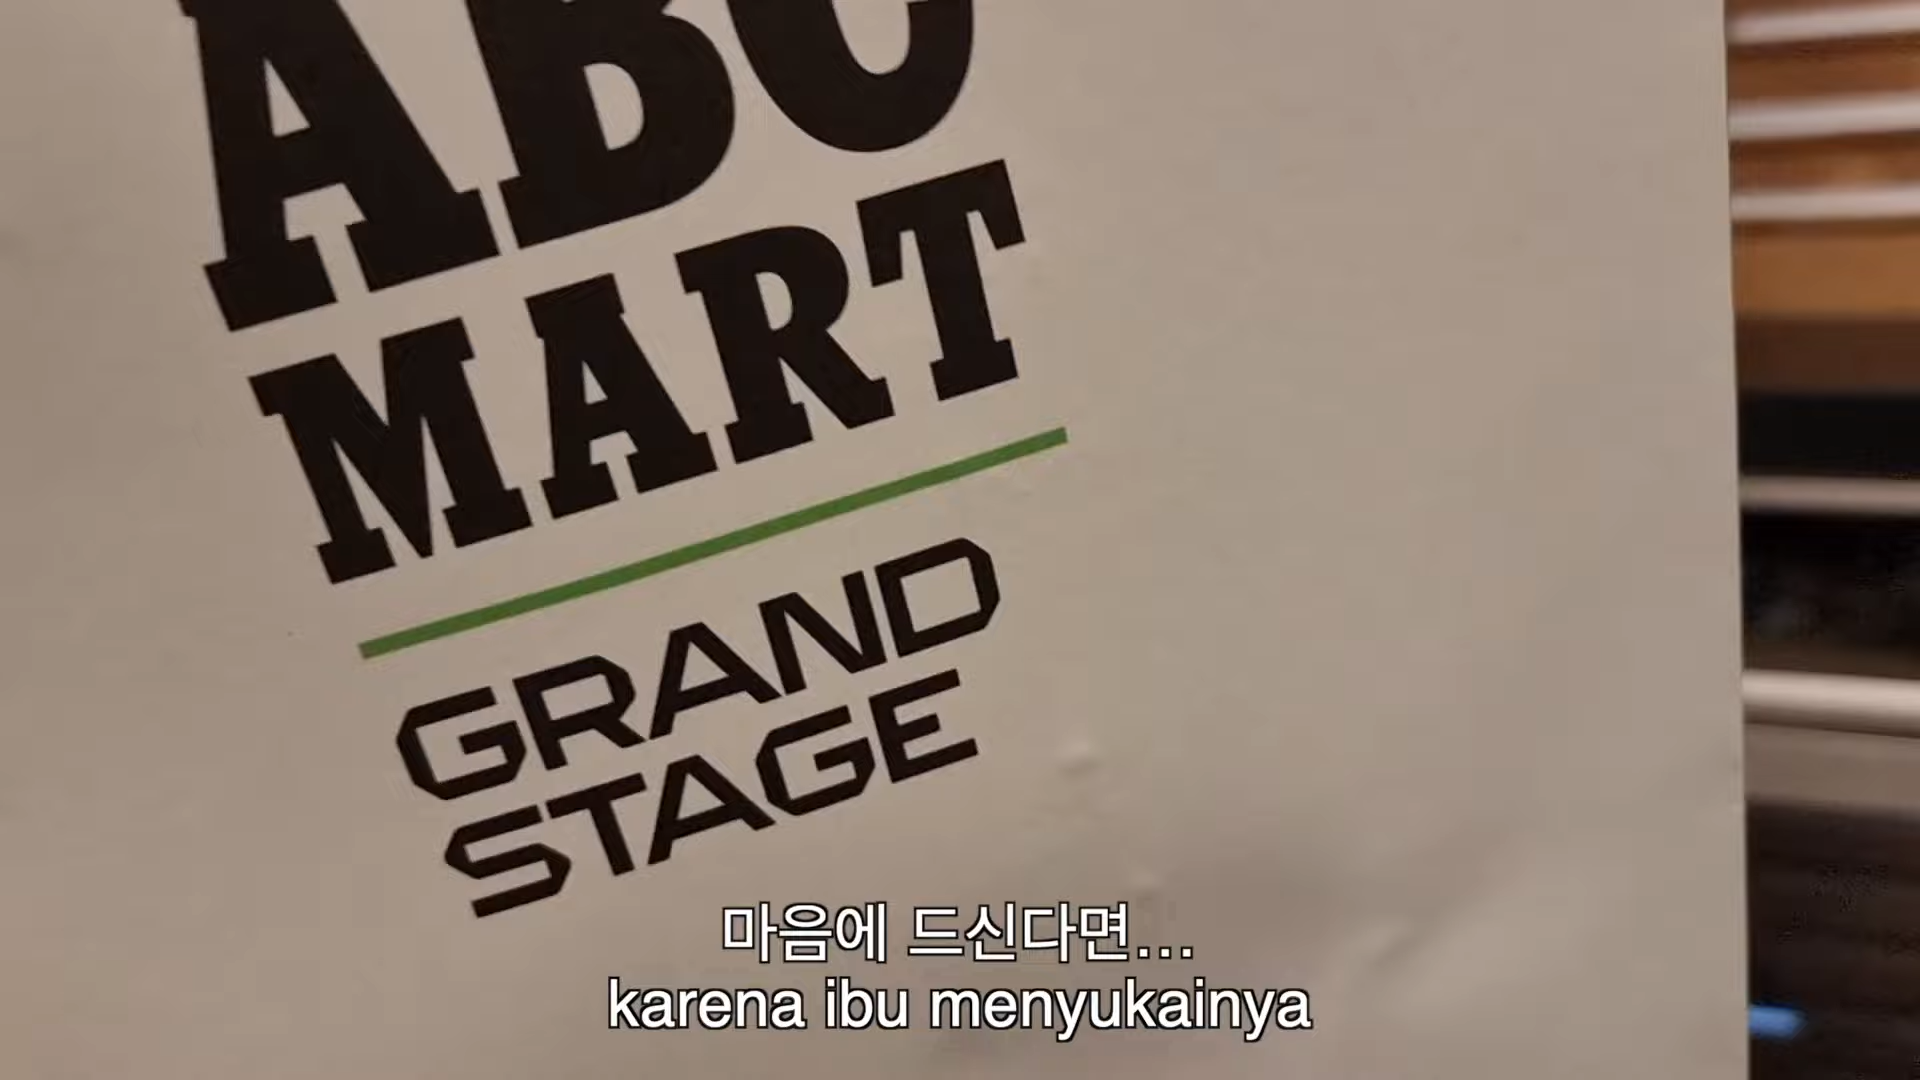 ABC
MART
GRAND
STAGE
마음에 드신다면...
karena ibu menyukainya